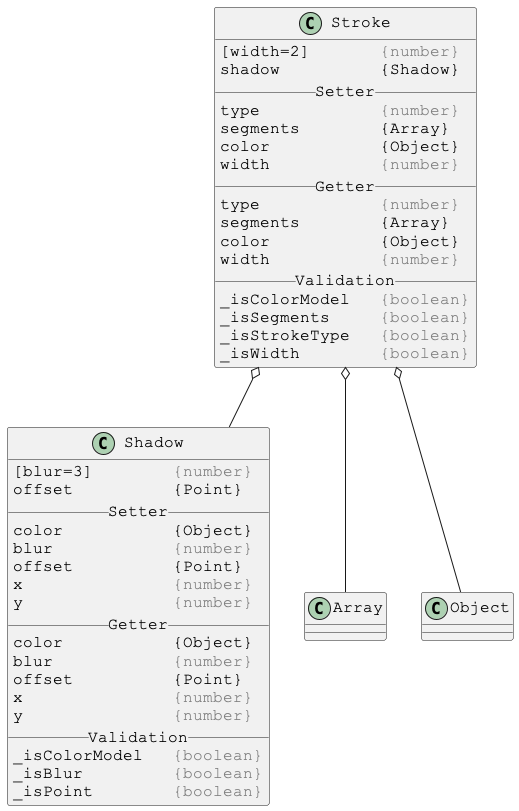 C Stroke
[width=2] {number}
shadow {Shadow}
Setter
type {number}
segments {Array}
color {Object}
width {number}
Getter
type {number}
segments {Array}
color {Object}
width {number}
Validation
_isColorModel {boolean}
_isSegments {boolean}
_isStrokeType {boolean}
_isWidth {boolean}
C Shadow
[blur=3] {number}
offset {Point}
Setter
color {Object}
blur {number}
offset {Point}
x {number}
y {number}
Getter
color {Object}
blur {number}
offset {Point}
x {number}
y {number}
Validation
_isColorModel {boolean}
_isBlur {boolean}
_isPoint {boolean}
C Array
C Object